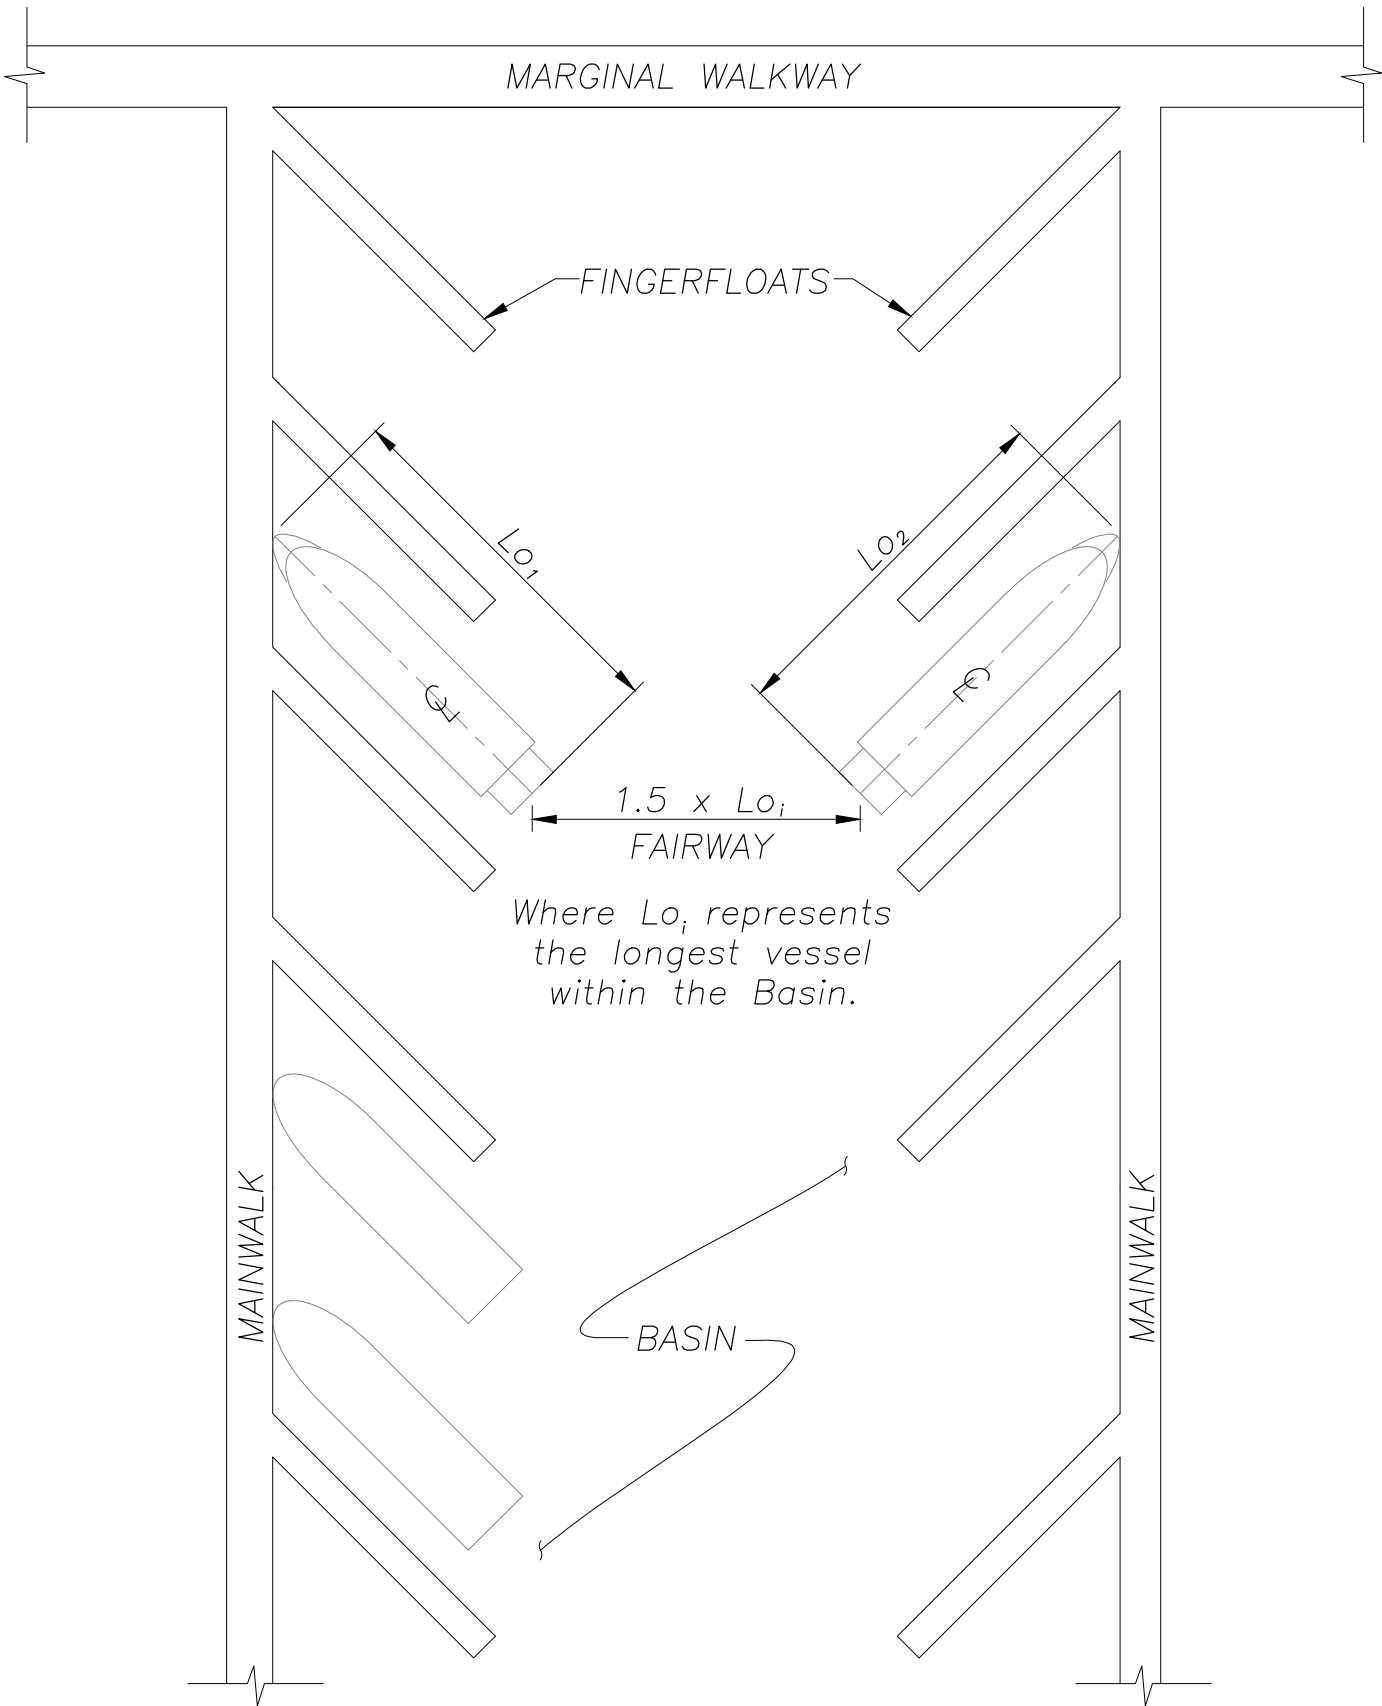 MARGINAL WALKWAY
FINGERFLOATS
Lo₁
Lo₂
℄
℄
1.5 x Loᵢ
FAIRWAY
Where Loᵢ represents
the longest vessel
within the Basin.
MAINWALK
MAINWALK
BASIN